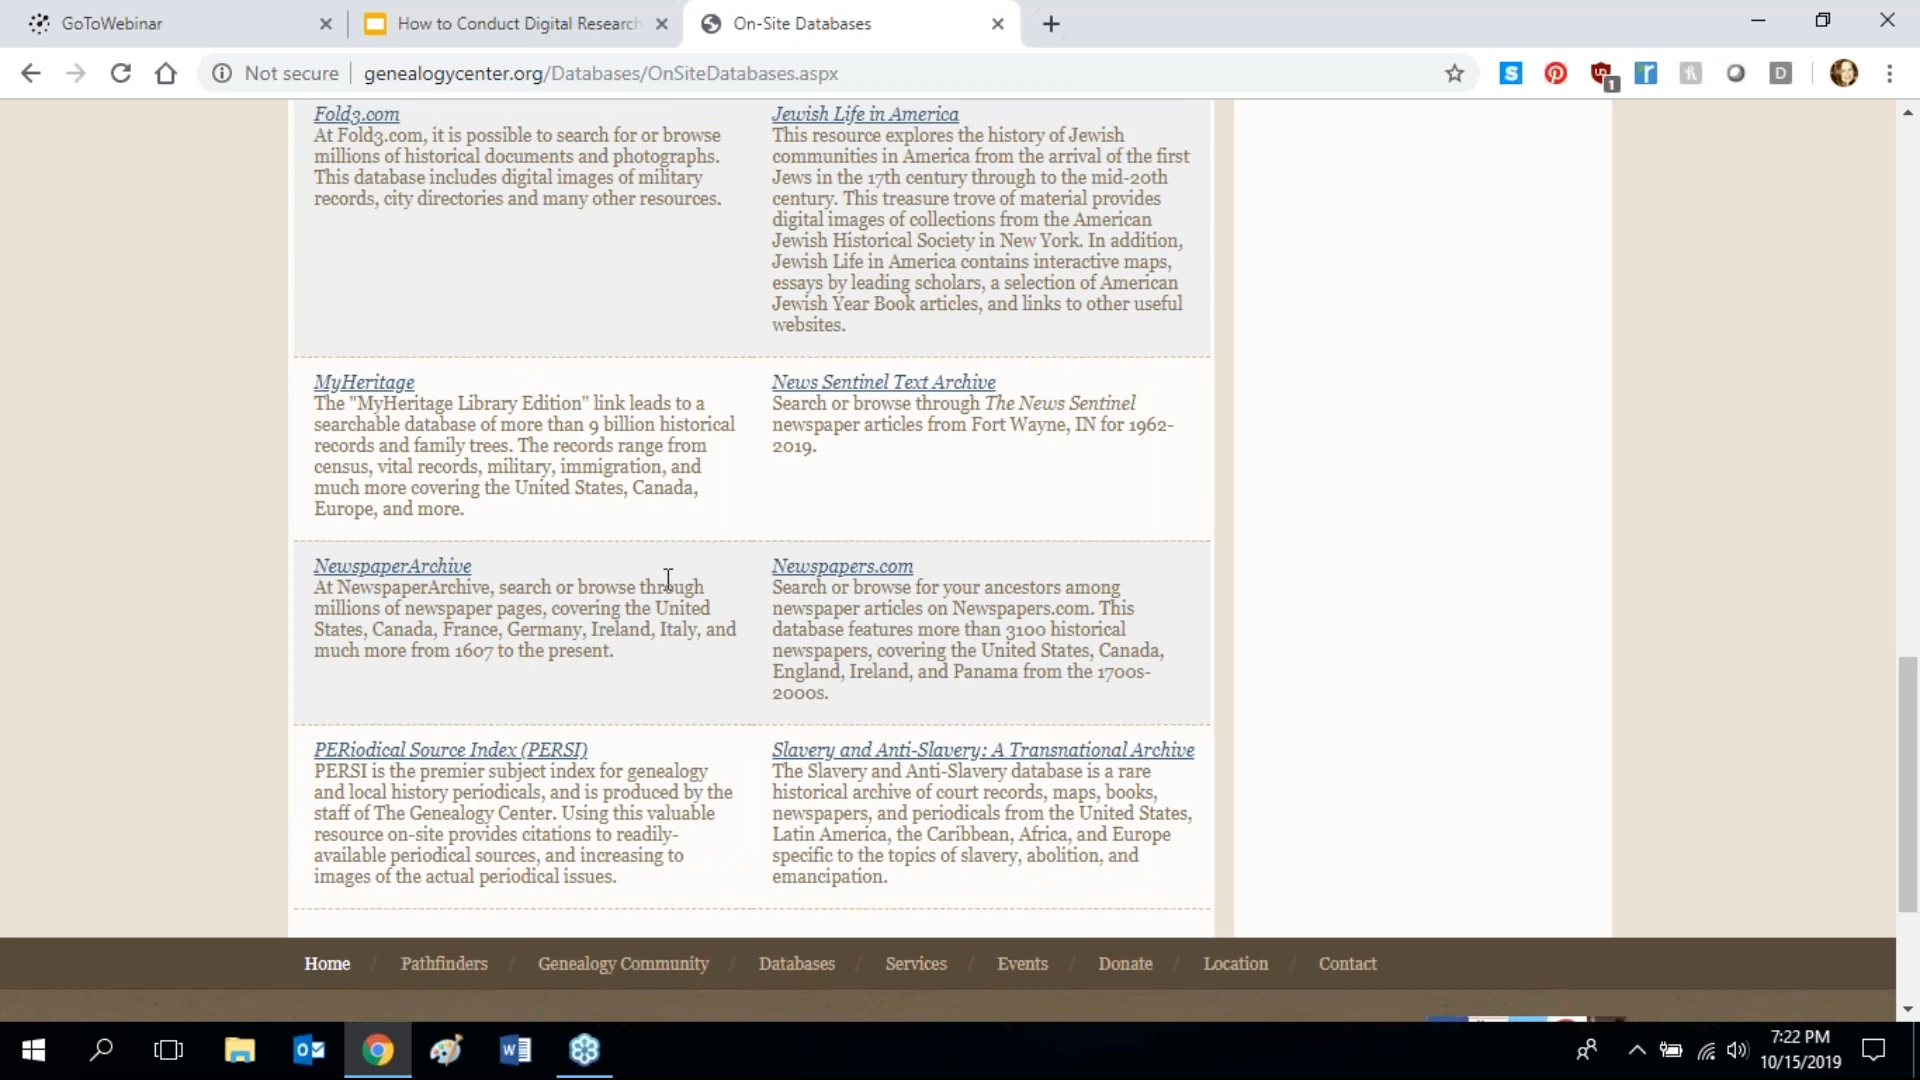 GoToWebinar
How to Conduct Digital Research
On-Site Databases
Not secure
genealogycenter.org/Databases/OnSiteDatabases.aspx
1
Fold3.com
At Fold3.com, it is possible to search for or browse
millions of historical documents and photographs.
This database includes digital images of military
records, city directories and many other resources.
Jewish Life in America
This resource explores the history of Jewish
communities in America from the arrival of the first
Jews in the 17th century through to the mid-20th
century. This treasure trove of material provides
digital images of collections from the American
Jewish Historical Society in New York. In addition,
Jewish Life in America contains interactive maps,
essays by leading scholars, a selection of American
Jewish Year Book articles, and links to other useful
websites.
MyHeritage
The "MyHeritage Library Edition" link leads to a
searchable database of more than 9 billion historical
records and family trees. The records range from
census, vital records, military, immigration, and
much more covering the United States, Canada,
Europe, and more.
News Sentinel Text Archive
Search or browse through The News Sentinel
newspaper articles from Fort Wayne, IN for 1962-
2019.
NewspaperArchive
At NewspaperArchive, search or browse through
millions of newspaper pages, covering the United
States, Canada, France, Germany, Ireland, Italy, and
much more from 1607 to the present.
Newspapers.com
Search or browse for your ancestors among
newspaper articles on Newspapers.com. This
database features more than 3100 historical
newspapers, covering the United States, Canada,
England, Ireland, and Panama from the 1700s-
2000s.
PERiodical Source Index (PERSI)
PERSI is the premier subject index for genealogy
and local history periodicals, and is produced by the
staff of The Genealogy Center. Using this valuable
resource on-site provides citations to readily-
available periodical sources, and increasing to
images of the actual periodical issues.
Slavery and Anti-Slavery: A Transnational Archive
The Slavery and Anti-Slavery database is a rare
historical archive of court records, maps, books,
newspapers, and periodicals from the United States,
Latin America, the Caribbean, Africa, and Europe
specific to the topics of slavery, abolition, and
emancipation.
Home / Pathfinders / Genealogy Community / Databases / Services / Events / Donate / Location / Contact
7:22 PM
10/15/2019